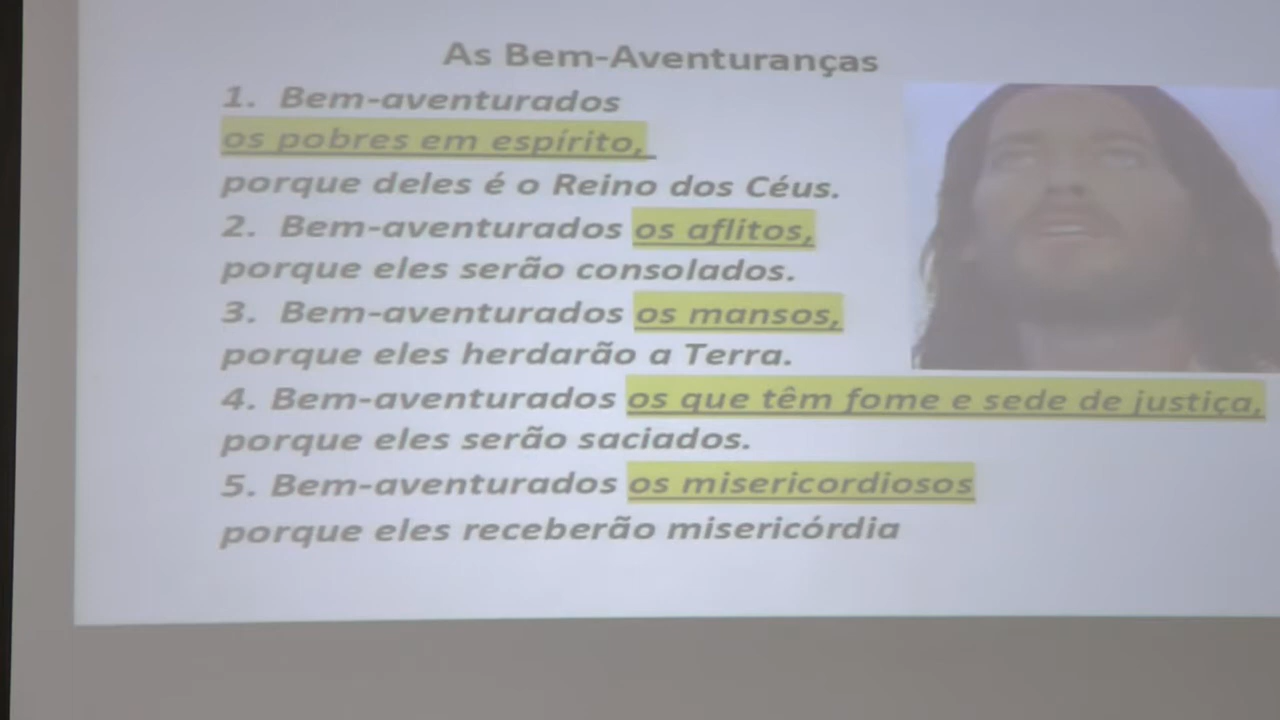 As Bem-Aventuranças
1. Bem-aventurados
os pobres em espírito,
porque deles é o Reino dos Céus.
2. Bem-aventurados os aflitos,
porque eles serão consolados.
3. Bem-aventurados os mansos,
porque eles herdarão a Terra.
4. Bem-aventurados os que têm fome e sede de justiça,
porque eles serão saciados.
5. Bem-aventurados os misericordiosos
porque eles receberão misericórdia